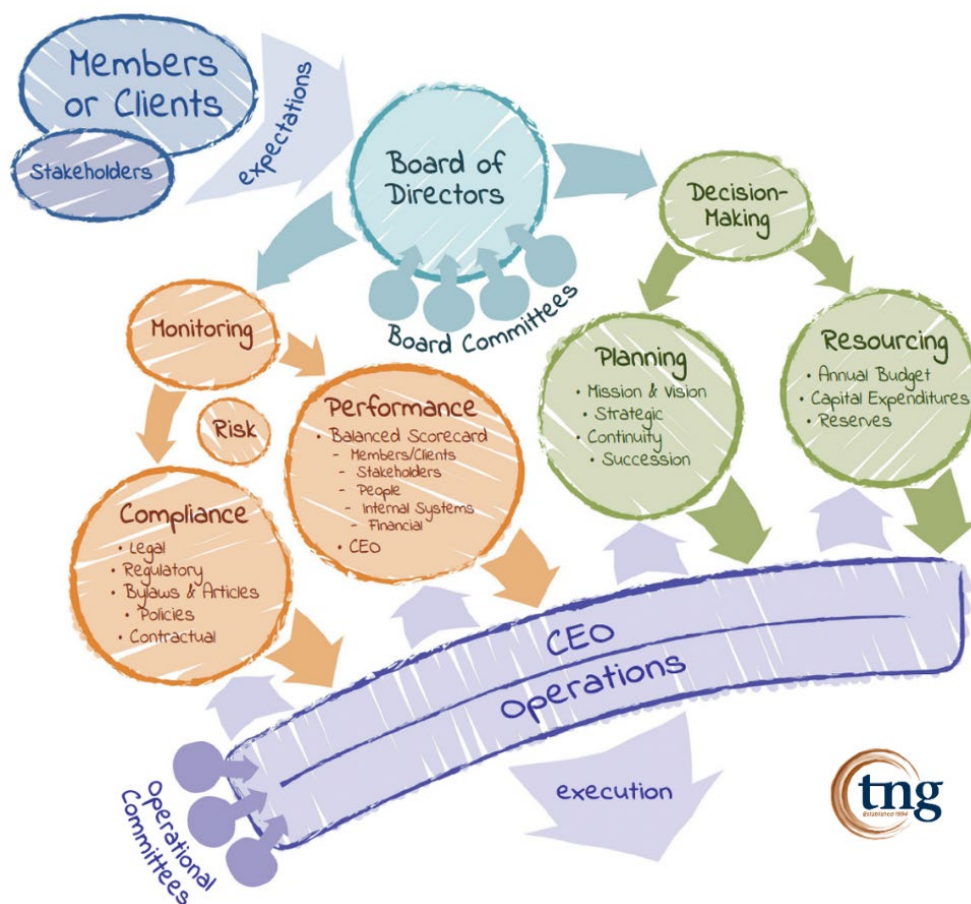 Members
or Clients
Stakeholders
expectations
Board of
Directors
Board Committees
Decision-
Making
Monitoring
Risk
Performance
• Balanced Scorecard
- Members/Clients
- Stakeholders
- People
- Internal Systems
- Financial
• CEO
Compliance
• Legal
• Regulatory
• Bylaws & Articles
• Policies
• Contractual
Planning
• Mission & Vision
• Strategic
• Continuity
• Succession
Resourcing
• Annual Budget
• Capital Expenditures
• Reserves
CEO
Operations
Operational
Committees
execution
tng
Established 1994